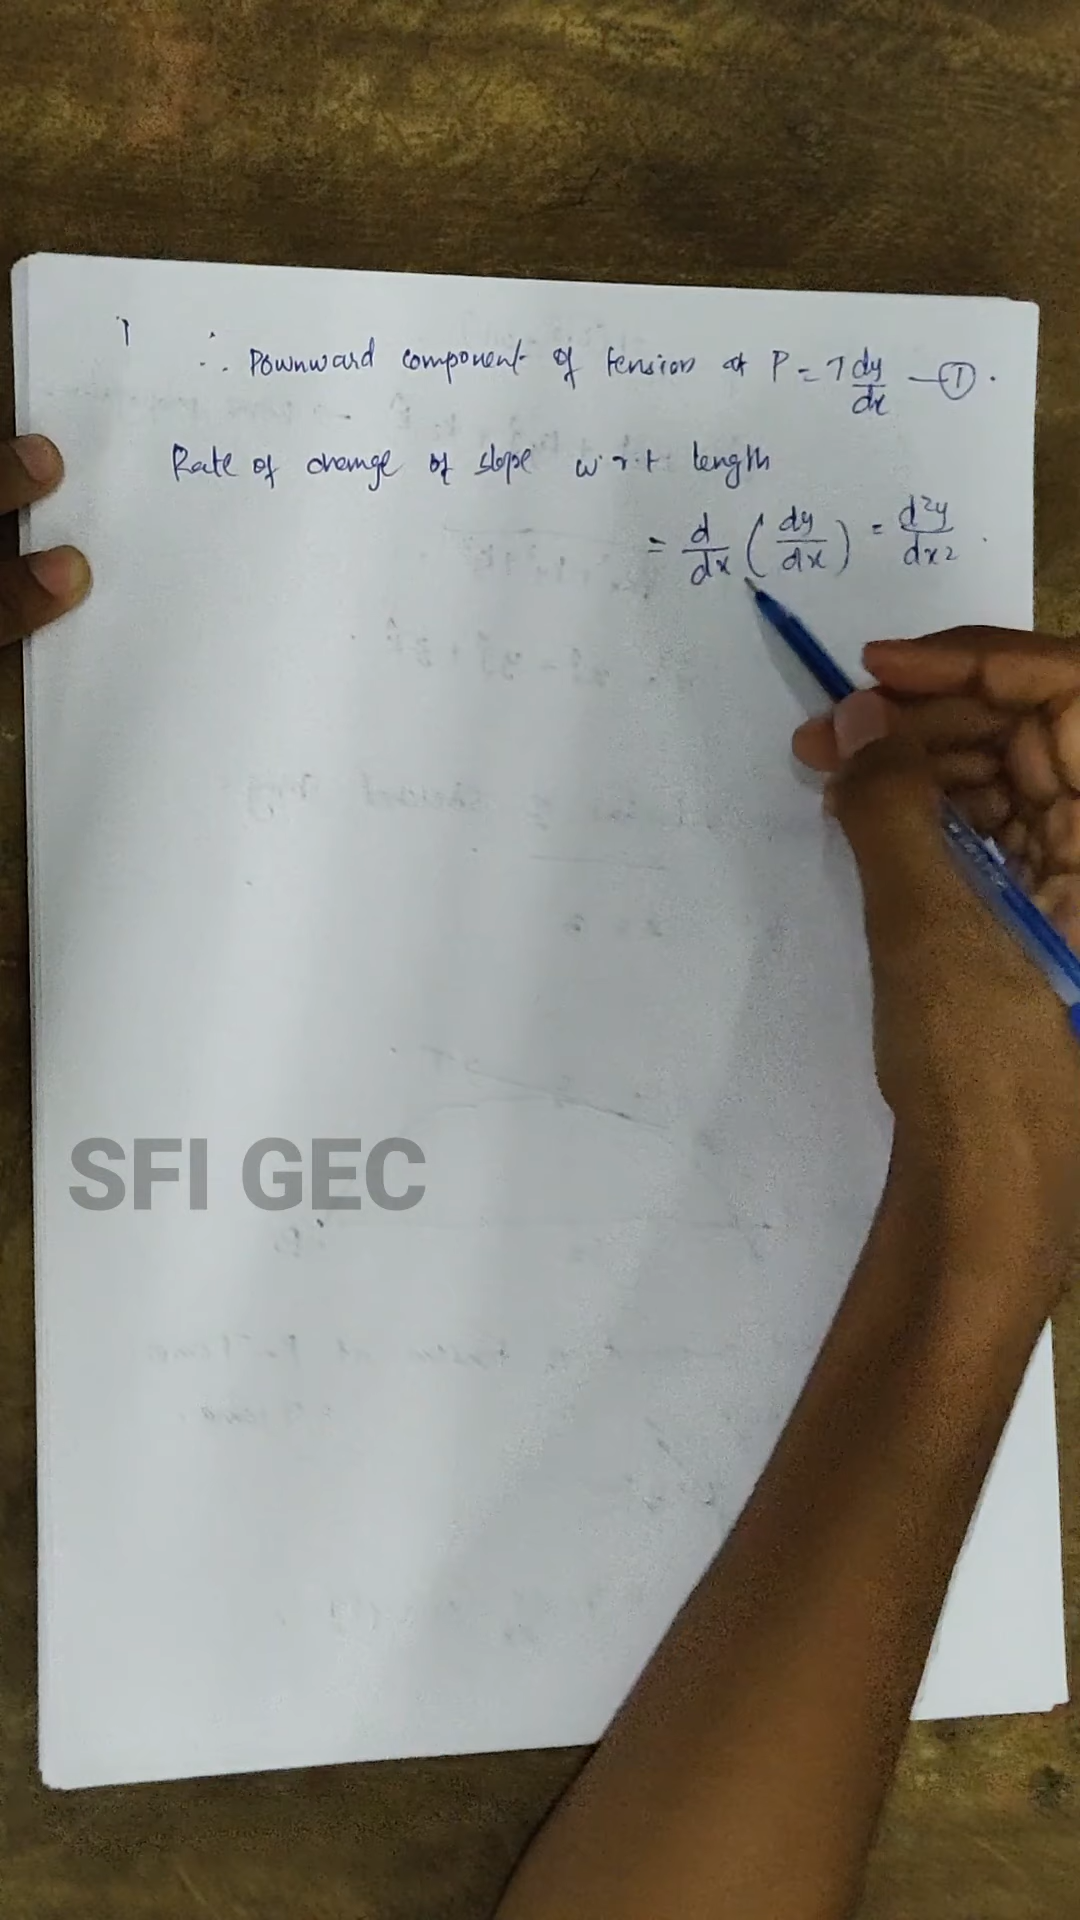 ∴ Downward component of tension at P = T dy/dx —①.
Rate of change of slope w.r.t. length
= d/dx (dy/dx) = d²y/dx² .
SFI GEC